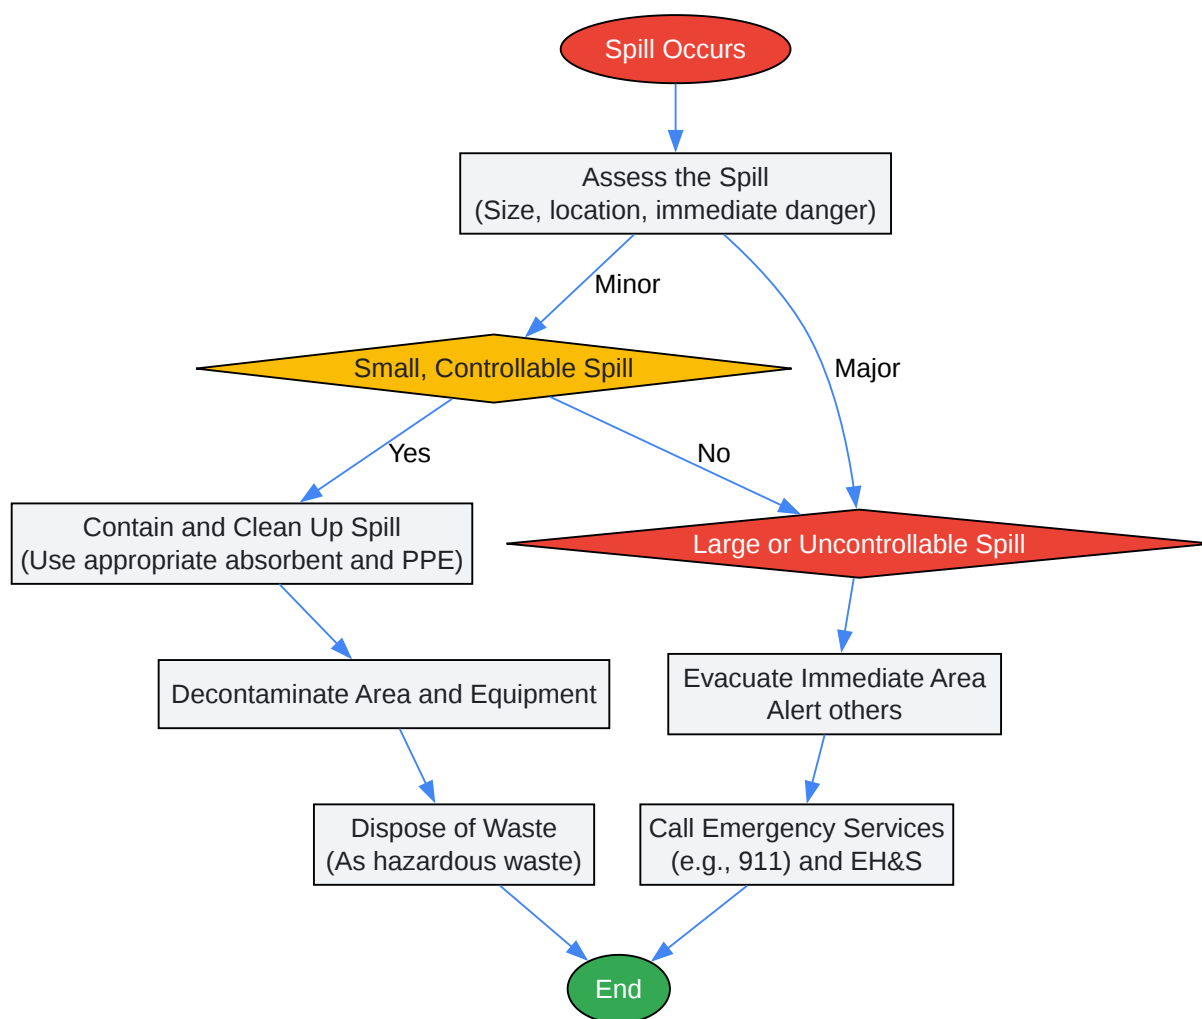 Spill Occurs
Assess the Spill
(Size, location, immediate danger)
Minor
Major
Small, Controllable Spill
Yes
No
Contain and Clean Up Spill
(Use appropriate absorbent and PPE)
Large or Uncontrollable Spill
Decontaminate Area and Equipment
Evacuate Immediate Area
Alert others
Dispose of Waste
(As hazardous waste)
Call Emergency Services
(e.g., 911) and EH&S
End